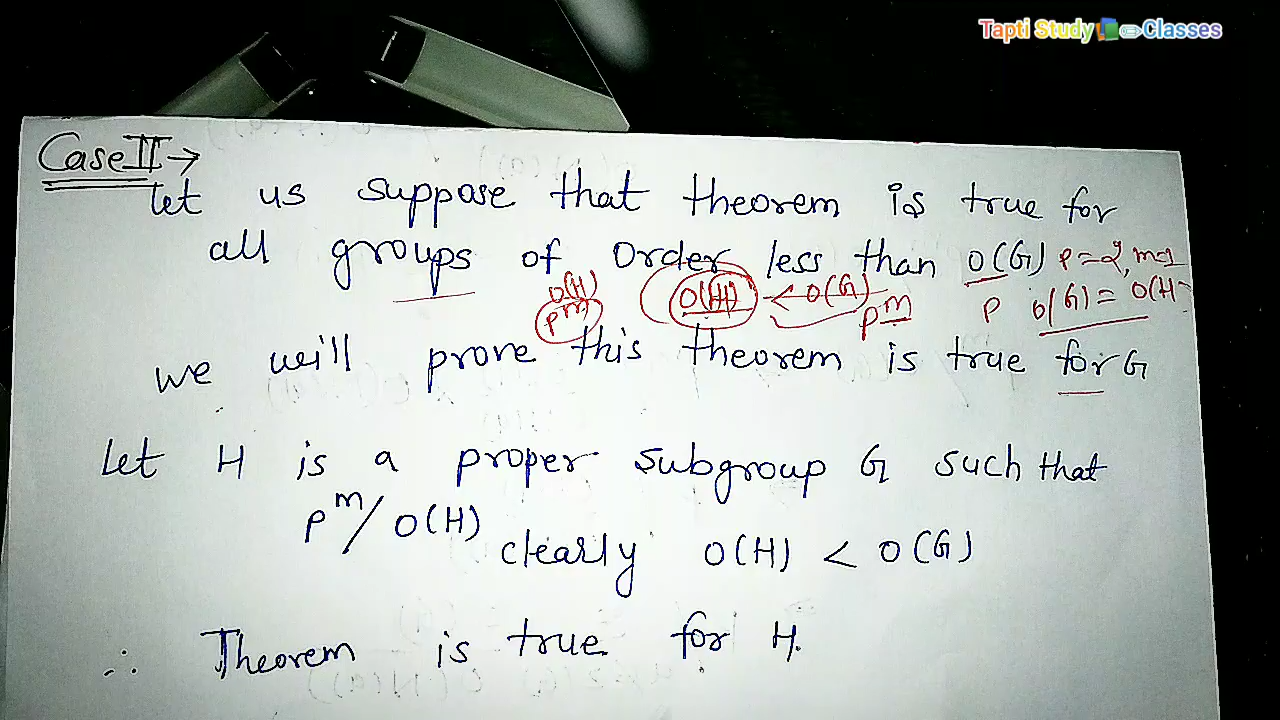 Tapti Study Classes
Case II →
let us suppose that theorem is true for
all groups of order less than O(G) P=2, m=1
O(H) O(H) < O(G) P O(G) = O(H
p^m p^m
we will prove this theorem is true for G
Let H is a proper subgroup G such that
p^m/O(H)
clearly O(H) < O(G)
∴ Theorem is true for H.